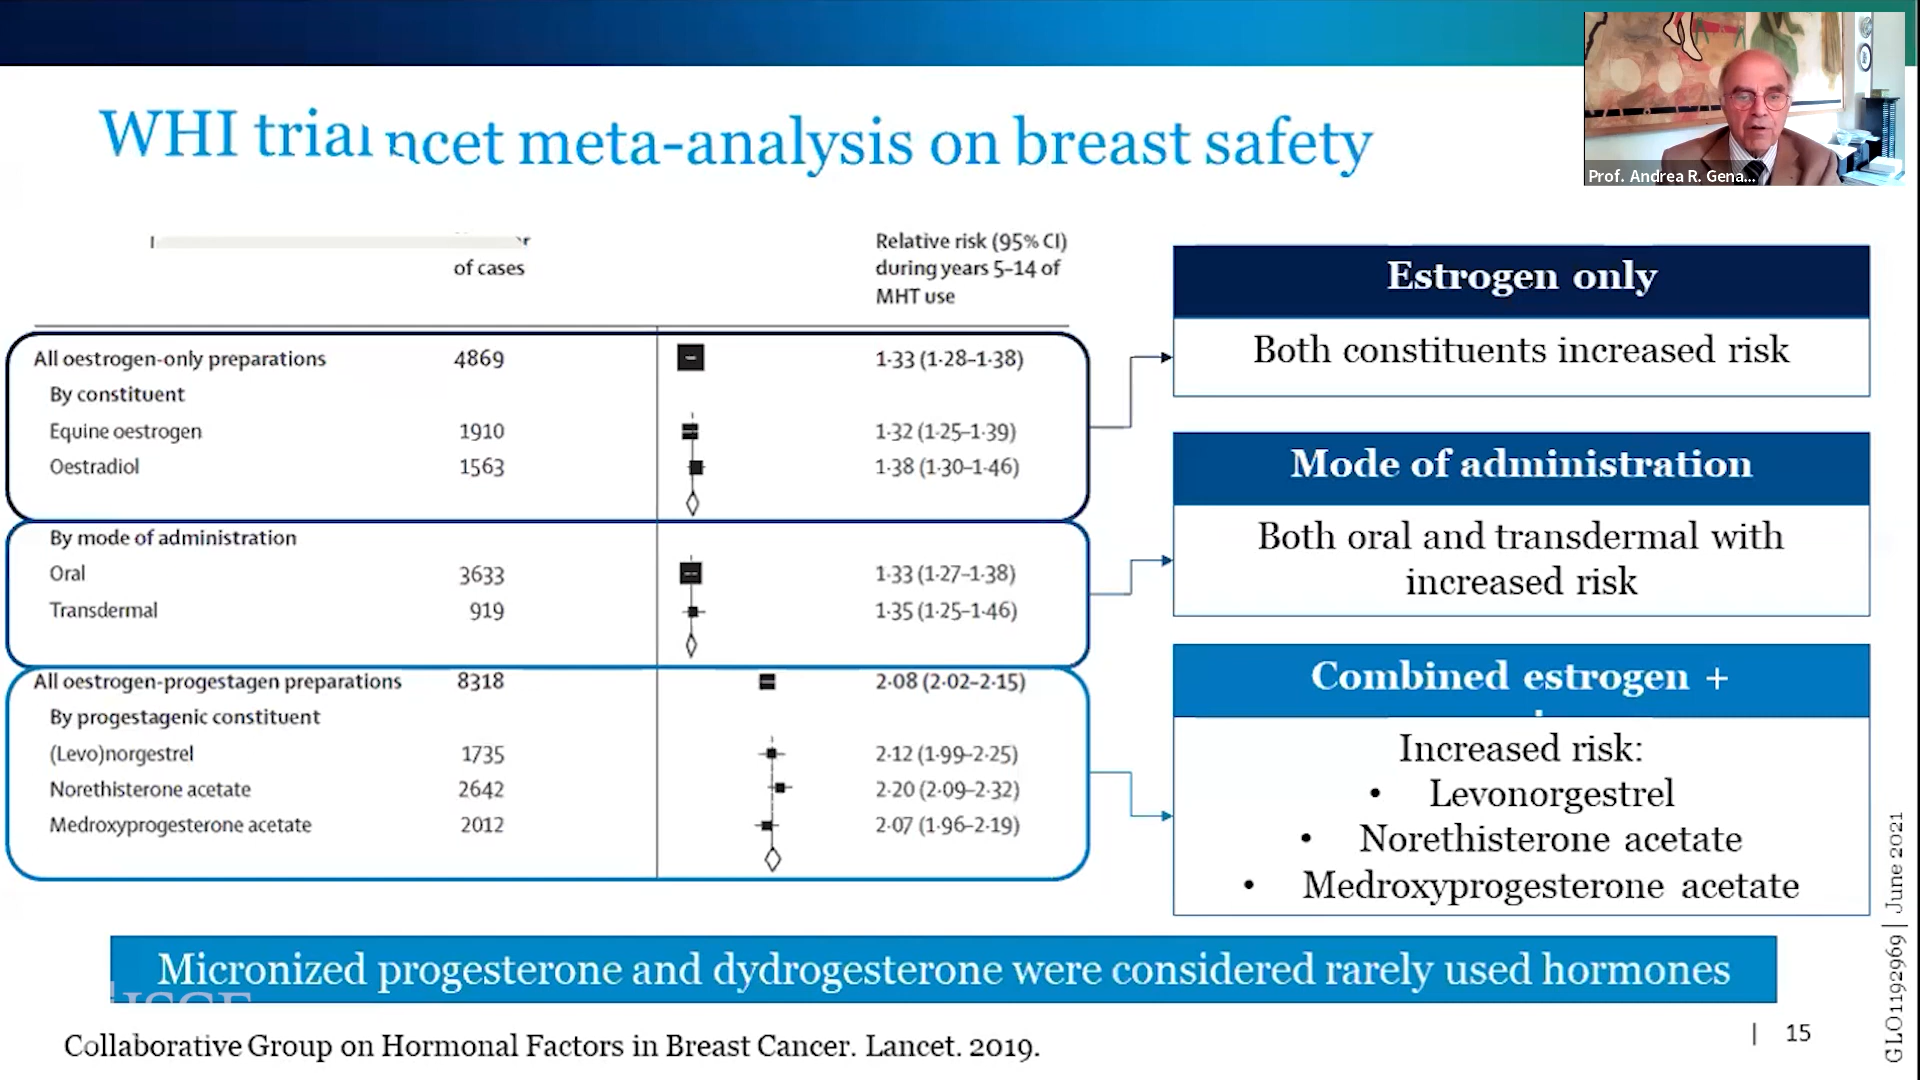 WHI trial ncet meta-analysis on breast safety
Prof. Andrea R. Gena...
of cases
Relative risk (95% CI)
during years 5–14 of
MHT use
All oestrogen-only preparations 4869 1·33 (1·28–1·38)
By constituent
Equine oestrogen 1910 1·32 (1·25–1·39)
Oestradiol 1563 1·38 (1·30–1·46)
By mode of administration
Oral 3633 1·33 (1·27–1·38)
Transdermal 919 1·35 (1·25–1·46)
All oestrogen-progestagen preparations 8318 2·08 (2·02–2·15)
By progestagenic constituent
(Levo)norgestrel 1735 2·12 (1·99–2·25)
Norethisterone acetate 2642 2·20 (2·09–2·32)
Medroxyprogesterone acetate 2012 2·07 (1·96–2·19)
Estrogen only
Both constituents increased risk
Mode of administration
Both oral and transdermal with
increased risk
Combined estrogen +
Increased risk:
• Levonorgestrel
• Norethisterone acetate
• Medroxyprogesterone acetate
Micronized progesterone and dydrogesterone were considered rarely used hormones
Collaborative Group on Hormonal Factors in Breast Cancer. Lancet. 2019.
| 15
GLO1192969 | June 2021